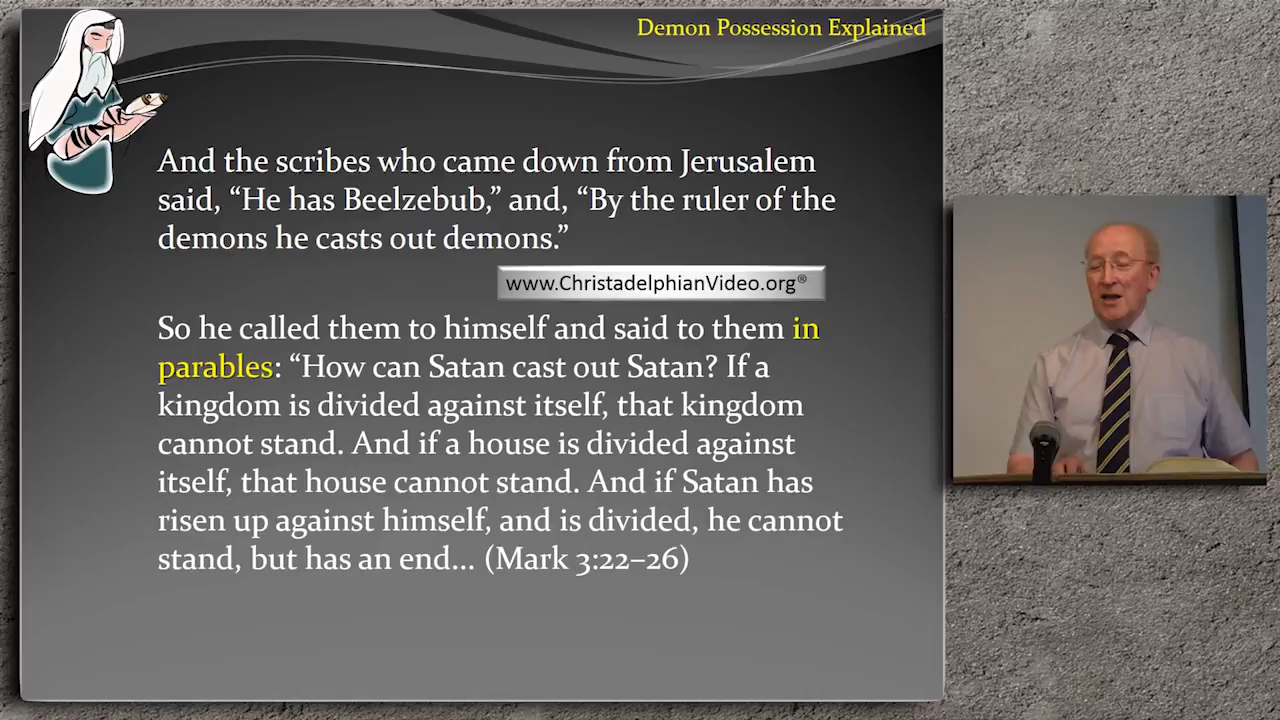 Demon Possession Explained
And the scribes who came down from Jerusalem
said, “He has Beelzebub,” and, “By the ruler of the
demons he casts out demons.”
www.ChristadelphianVideo.org®
So he called them to himself and said to them in
parables: “How can Satan cast out Satan? If a
kingdom is divided against itself, that kingdom
cannot stand. And if a house is divided against
itself, that house cannot stand. And if Satan has
risen up against himself, and is divided, he cannot
stand, but has an end... (Mark 3:22–26)